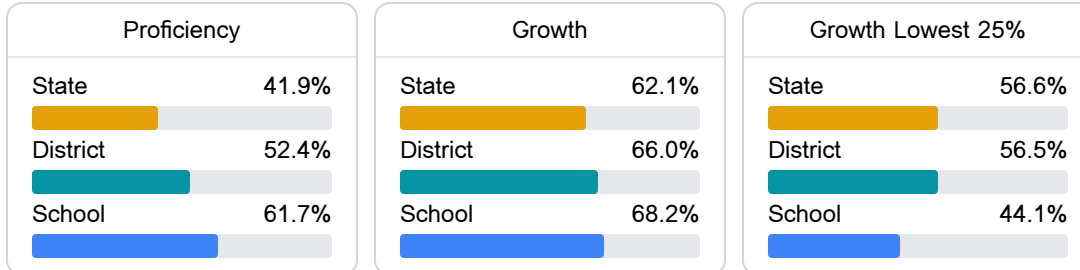 Proficiency
State 41.9%
District 52.4%
School 61.7%
Growth
State 62.1%
District 66.0%
School 68.2%
Growth Lowest 25%
State 56.6%
District 56.5%
School 44.1%